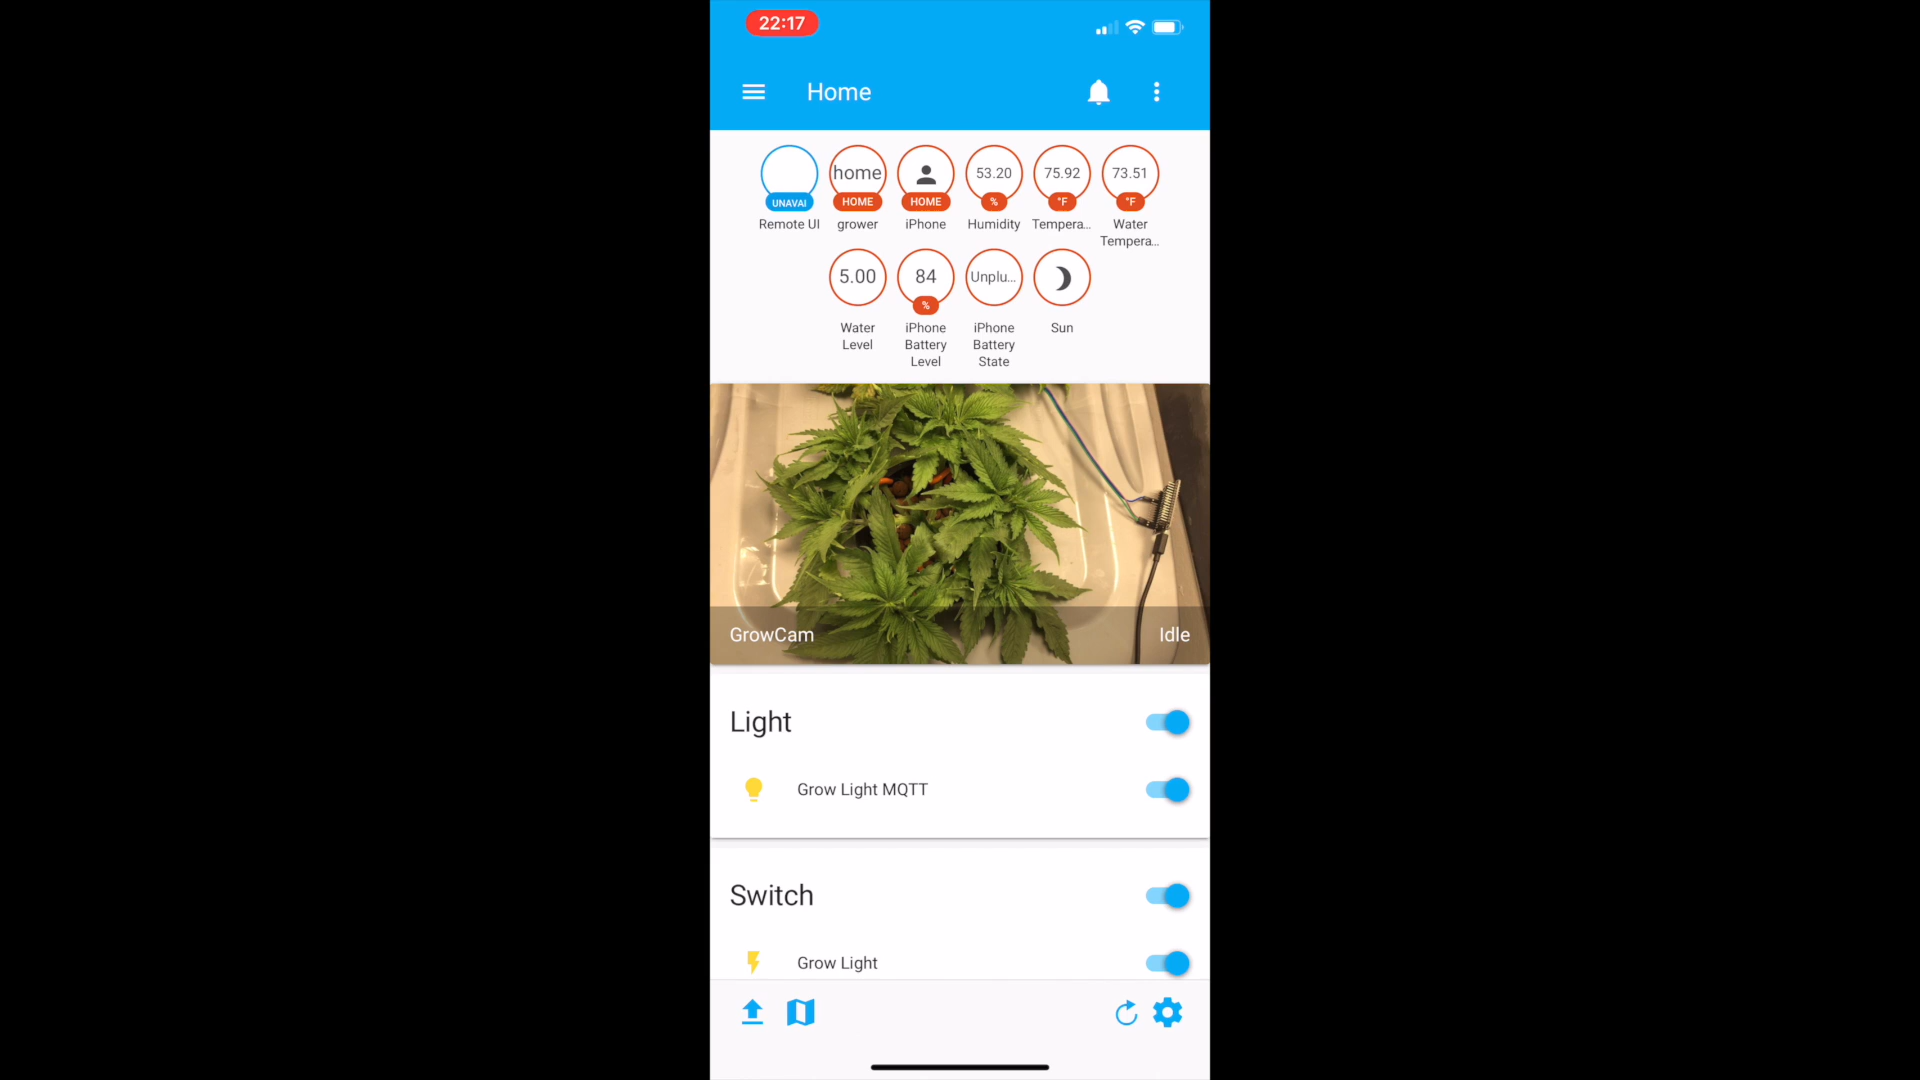 22:17
Home
home
53.20
75.92
73.51
UNAVAI
HOME
HOME
%
°F
°F
Remote UI
grower
iPhone
Humidity
Tempera...
Water
Tempera...
5.00
84
Unplu...
%
Water
Level
iPhone
Battery
Level
iPhone
Battery
State
Sun
GrowCam
Idle
Light
Grow Light MQTT
Switch
Grow Light